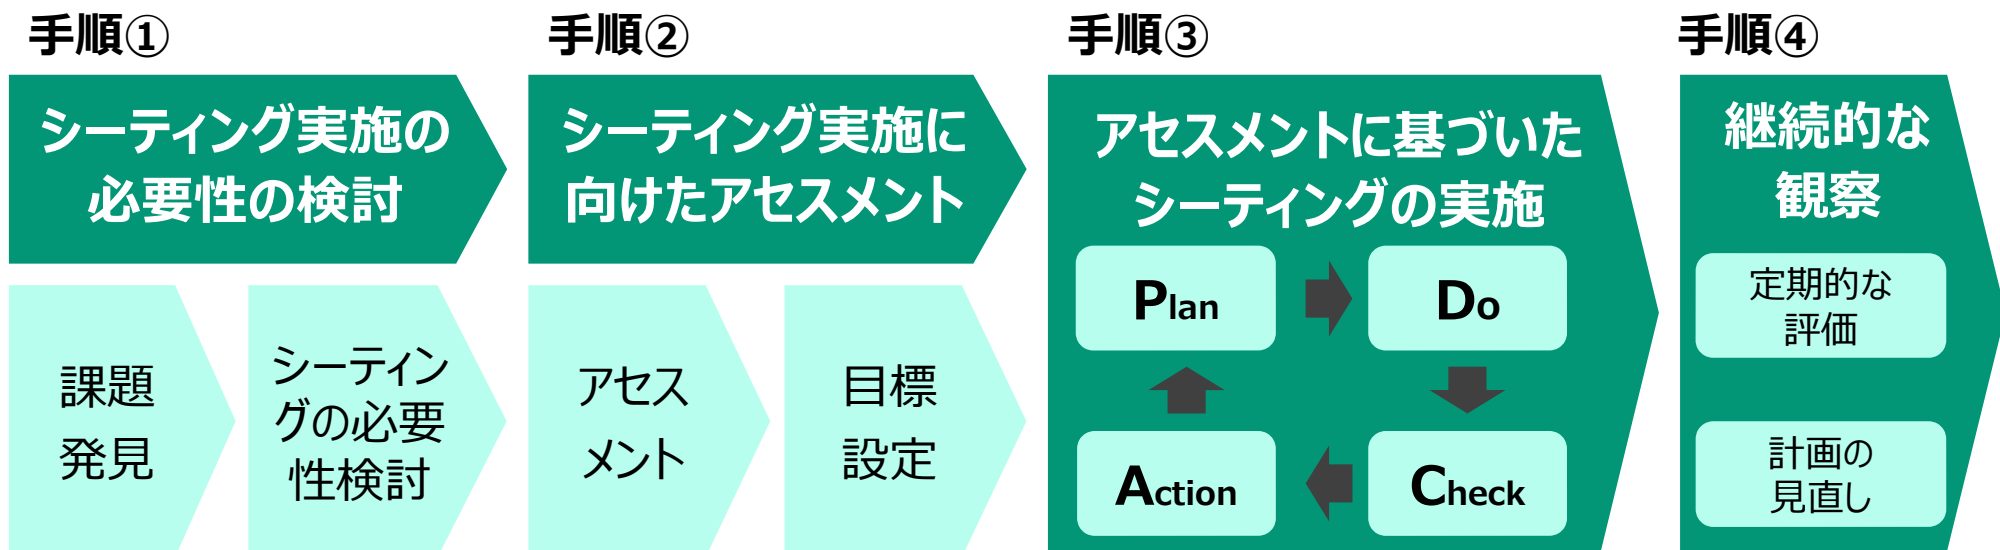 手順①
シーティング実施の
必要性の検討
課題
発見
シーティン
グの必要
性検討
手順②
シーティング実施に
向けたアセスメント
アセス
メント
目標
設定
手順③
アセスメントに基づいた
シーティングの実施
Plan
Do
Action
Check
手順④
継続的な
観察
定期的な
評価
計画の
見直し